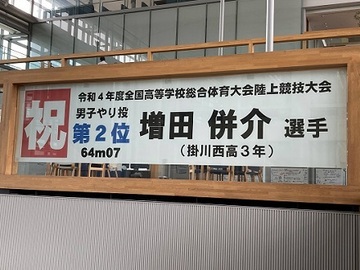 祝
令和4年度全国高等学校総合体育大会陸上競技大会
男子やり投
第2位 増田 併介 選手
64m07 (掛川西高3年)